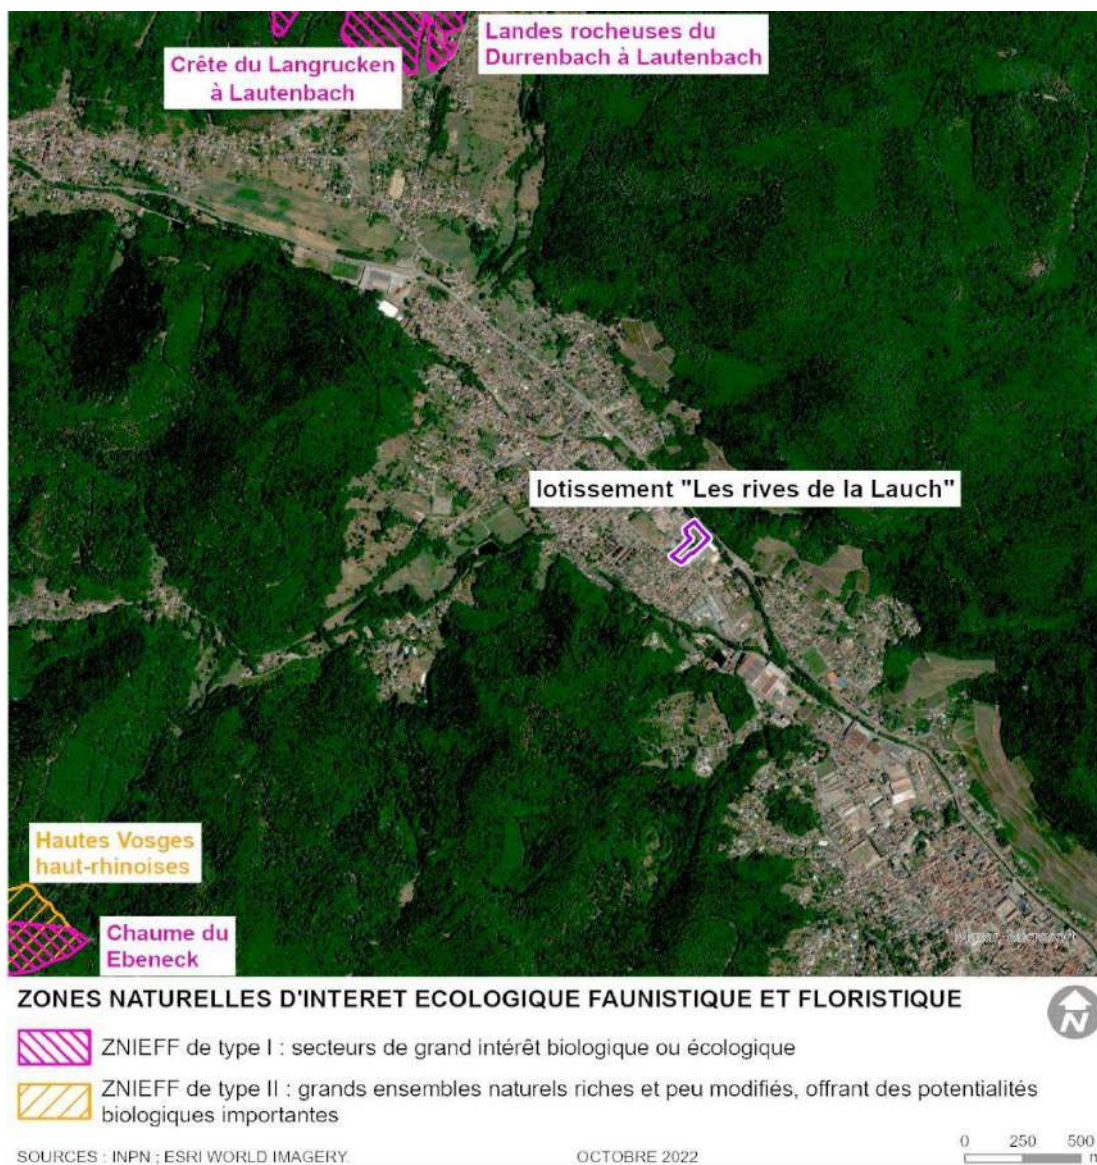 Landes rocheuses du
Durrenbach à Lautenbach
Crête du Langrucken
à Lautenbach
lotissement "Les rives de la Lauch"
Hautes Vosges
haut-rhinoises
Chaume du
Ebeneck
ZONES NATURELLES D'INTERET ECOLOGIQUE FAUNISTIQUE ET FLORISTIQUE
N
ZNIEFF de type I : secteurs de grand intérêt biologique ou écologique
ZNIEFF de type II : grands ensembles naturels riches et peu modifiés, offrant des potentialités
biologiques importantes
0 250 500
m
SOURCES : INPN ; ESRI WORLD IMAGERY.
OCTOBRE 2022